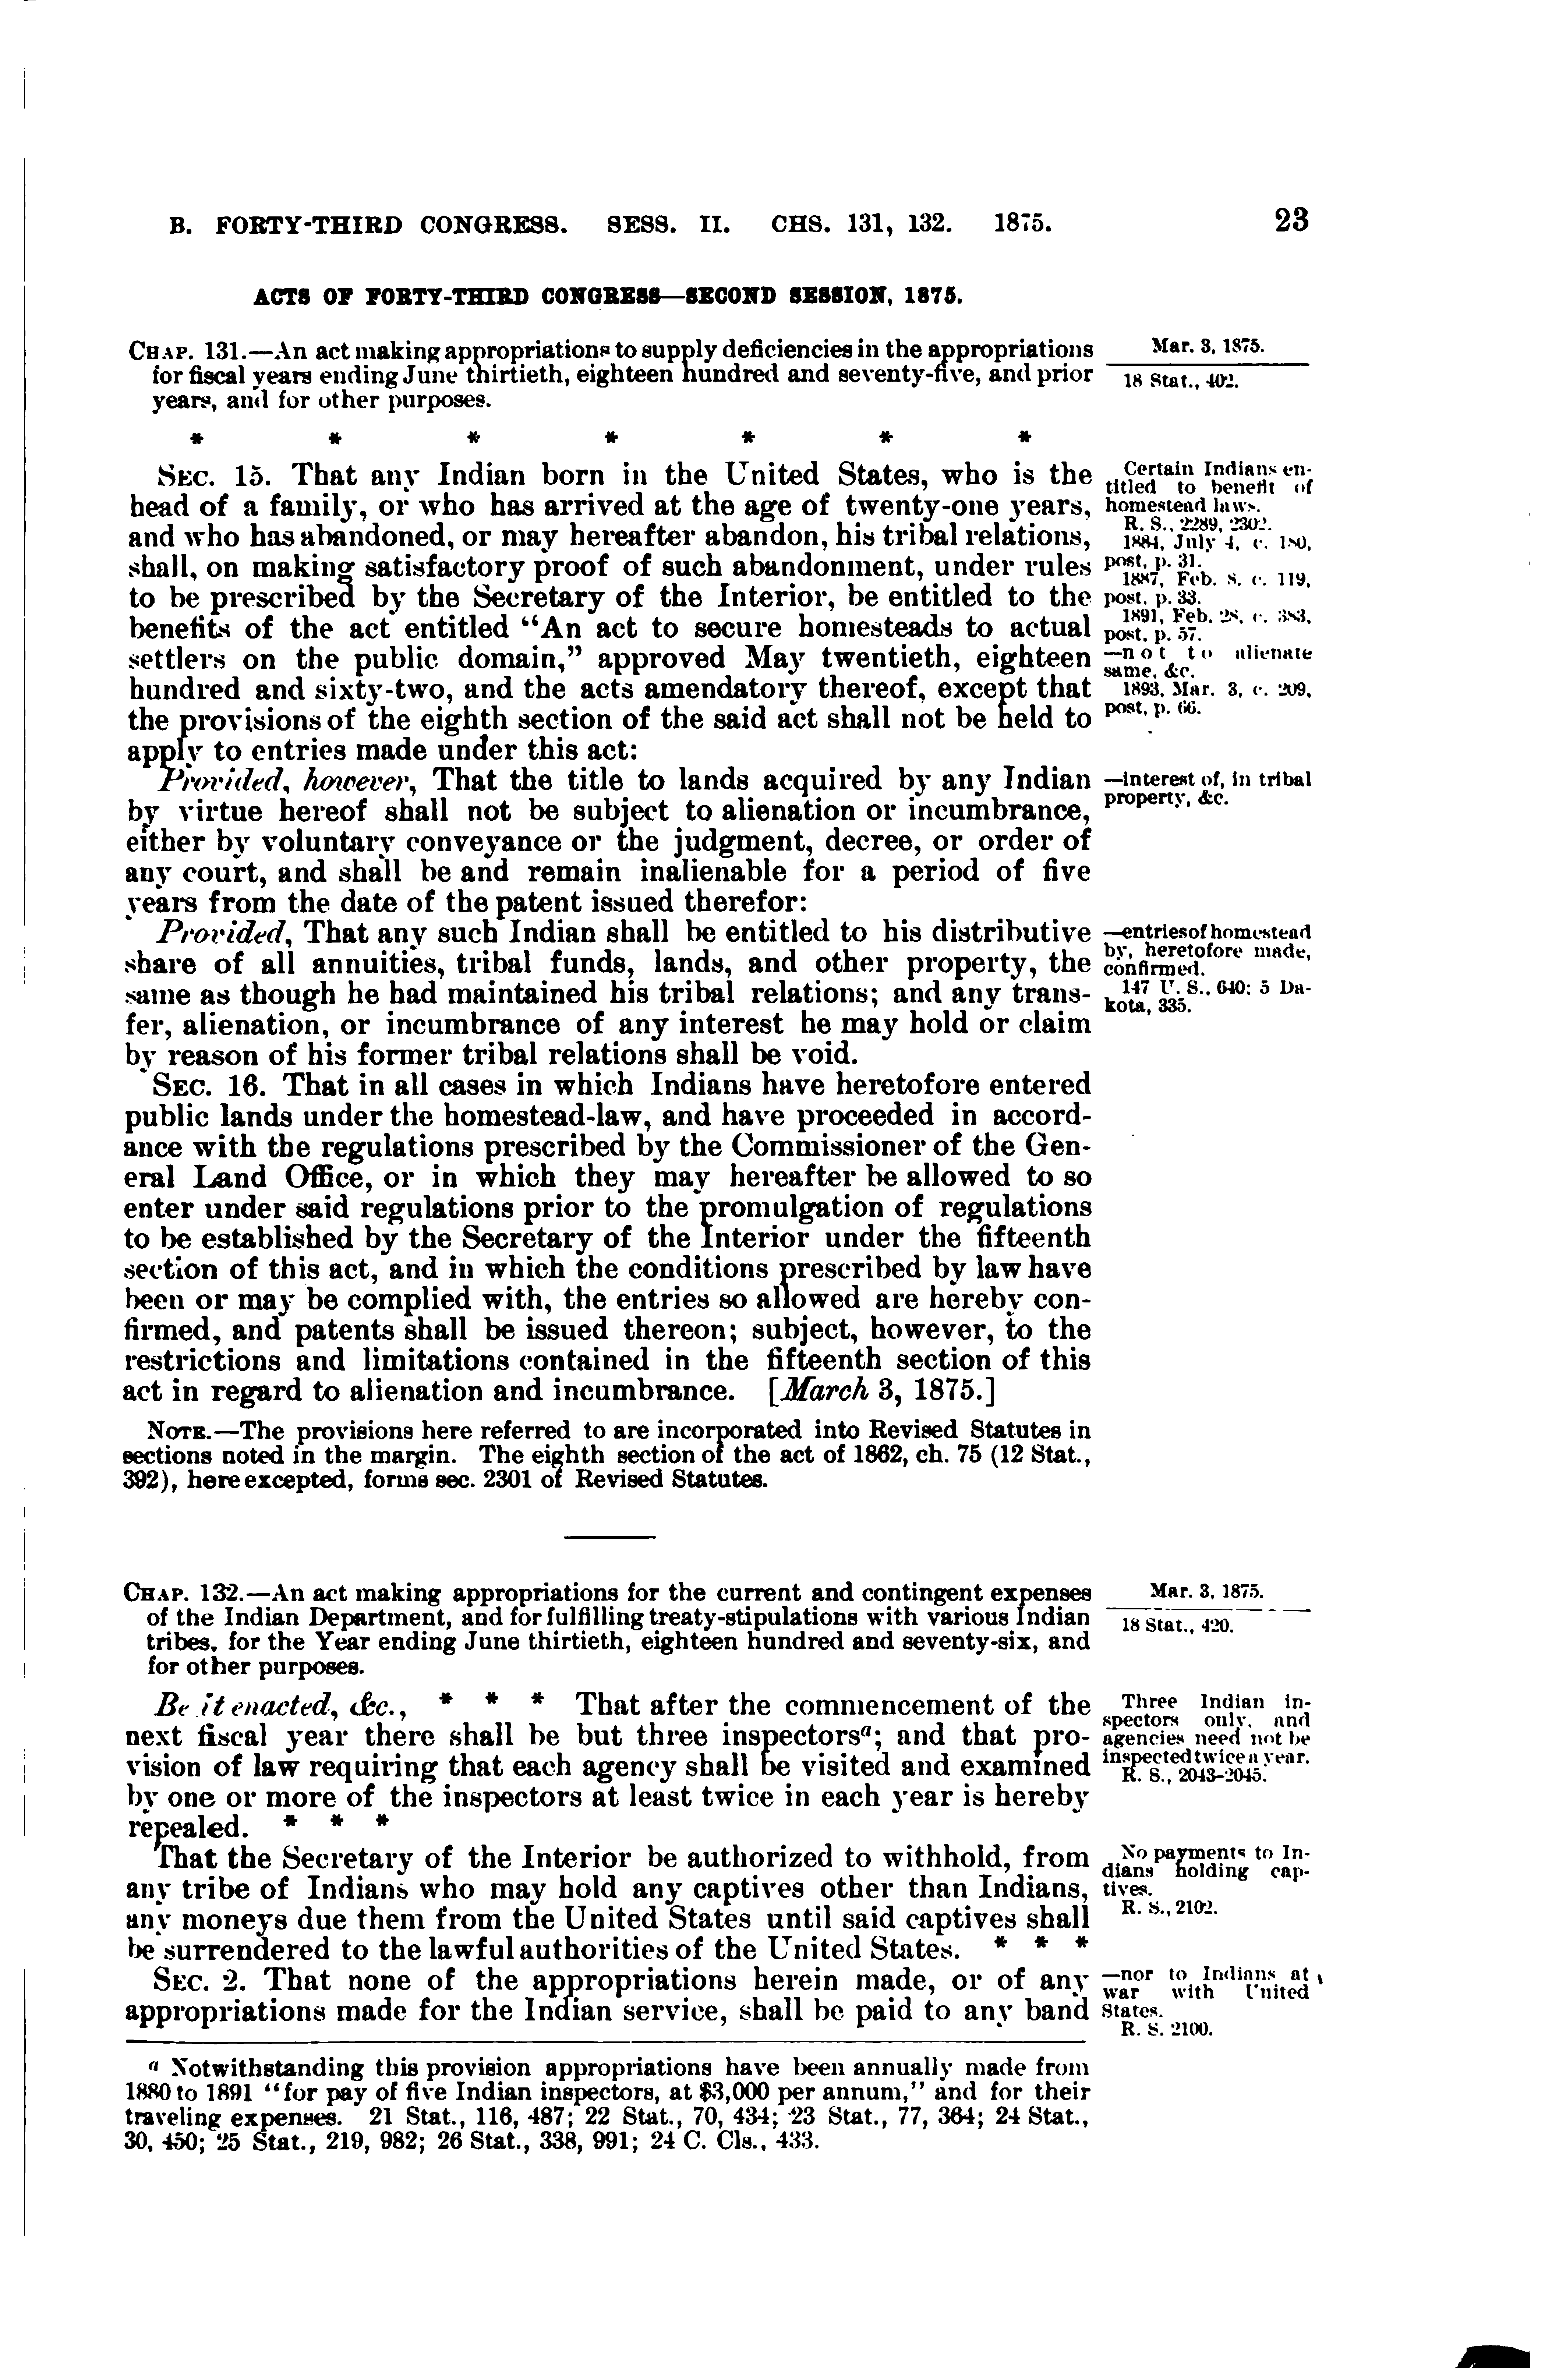 B. FORTY-THIRD CONGRESS. SESS. II. CHS. 131, 132. 1875. 23
ACTS OF FORTY-THIRD CONGRESS—SECOND SESSION, 1875.
CHAP. 131.—An act making appropriations to supply deficiencies in the appropriations
for fiscal years ending June thirtieth, eighteen hundred and seventy-five, and prior
years, and for other purposes.
Mar. 3, 1875.
18 Stat., 402.
* * * * * * *
SEC. 15. That any Indian born in the United States, who is the
head of a family, or who has arrived at the age of twenty-one years,
and who has abandoned, or may hereafter abandon, his tribal relations,
shall, on making satisfactory proof of such abandonment, under rules
to be prescribed by the Secretary of the Interior, be entitled to the
benefits of the act entitled “An act to secure homesteads to actual
settlers on the public domain,” approved May twentieth, eighteen
hundred and sixty-two, and the acts amendatory thereof, except that
the provisions of the eighth section of the said act shall not be held to
apply to entries made under this act:
Certain Indians en-
titled to benefit of
homestead laws.
R. S., 2289, 2302.
1884, July 4, c. 180,
post, p. 31.
1887, Feb. 8, c. 119,
post, p. 33.
1891, Feb. 28, c. 383,
post, p. 57.
—not to alienate
same, &c.
1893, Mar. 3, c. 209,
post, p. 66.
Provided, however, That the title to lands acquired by any Indian
by virtue hereof shall not be subject to alienation or incumbrance,
either by voluntary conveyance or the judgment, decree, or order of
any court, and shall be and remain inalienable for a period of five
years from the date of the patent issued therefor:
—interest of, in tribal
property, &c.
Provided, That any such Indian shall be entitled to his distributive
share of all annuities, tribal funds, lands, and other property, the
same as though he had maintained his tribal relations; and any trans-
fer, alienation, or incumbrance of any interest he may hold or claim
by reason of his former tribal relations shall be void.
—entries of homestead
by, heretofore made,
confirmed.
147 U. S., 640; 5 Da-
kota, 335.
SEC. 16. That in all cases in which Indians have heretofore entered
public lands under the homestead-law, and have proceeded in accord-
ance with the regulations prescribed by the Commissioner of the Gen-
eral Land Office, or in which they may hereafter be allowed to so
enter under said regulations prior to the promulgation of regulations
to be established by the Secretary of the Interior under the fifteenth
section of this act, and in which the conditions prescribed by law have
been or may be complied with, the entries so allowed are hereby con-
firmed, and patents shall be issued thereon; subject, however, to the
restrictions and limitations contained in the fifteenth section of this
act in regard to alienation and incumbrance. [March 3, 1875.]
NOTE.—The provisions here referred to are incorporated into Revised Statutes in
sections noted in the margin. The eighth section of the act of 1862, ch. 75 (12 Stat.,
392), here excepted, forms sec. 2301 of Revised Statutes.
CHAP. 132.—An act making appropriations for the current and contingent expenses
of the Indian Department, and for fulfilling treaty-stipulations with various Indian
tribes, for the Year ending June thirtieth, eighteen hundred and seventy-six, and
for other purposes.
Mar. 3, 1875.
18 Stat., 420.
Be it enacted, &c., * * * That after the commencement of the
next fiscal year there shall be but three inspectorsa; and that pro-
vision of law requiring that each agency shall be visited and examined
by one or more of the inspectors at least twice in each year is hereby
repealed. * * *
Three Indian in-
spectors only, and
agencies need not be
inspected twice a year.
R. S., 2043-2045.
That the Secretary of the Interior be authorized to withhold, from
any tribe of Indians who may hold any captives other than Indians,
any moneys due them from the United States until said captives shall
be surrendered to the lawful authorities of the United States. * * *
No payments to In-
dians holding cap-
tives.
R. S., 2102.
SEC. 2. That none of the appropriations herein made, or of any
appropriations made for the Indian service, shall be paid to any band
—nor to Indians at
war with United
States.
R. S. 2100.
a Notwithstanding this provision appropriations have been annually made from
1880 to 1891 “for pay of five Indian inspectors, at $3,000 per annum,” and for their
traveling expenses. 21 Stat., 116, 487; 22 Stat., 70, 434; 23 Stat., 77, 364; 24 Stat.,
30, 450; 25 Stat., 219, 982; 26 Stat., 338, 991; 24 C. Cls., 433.